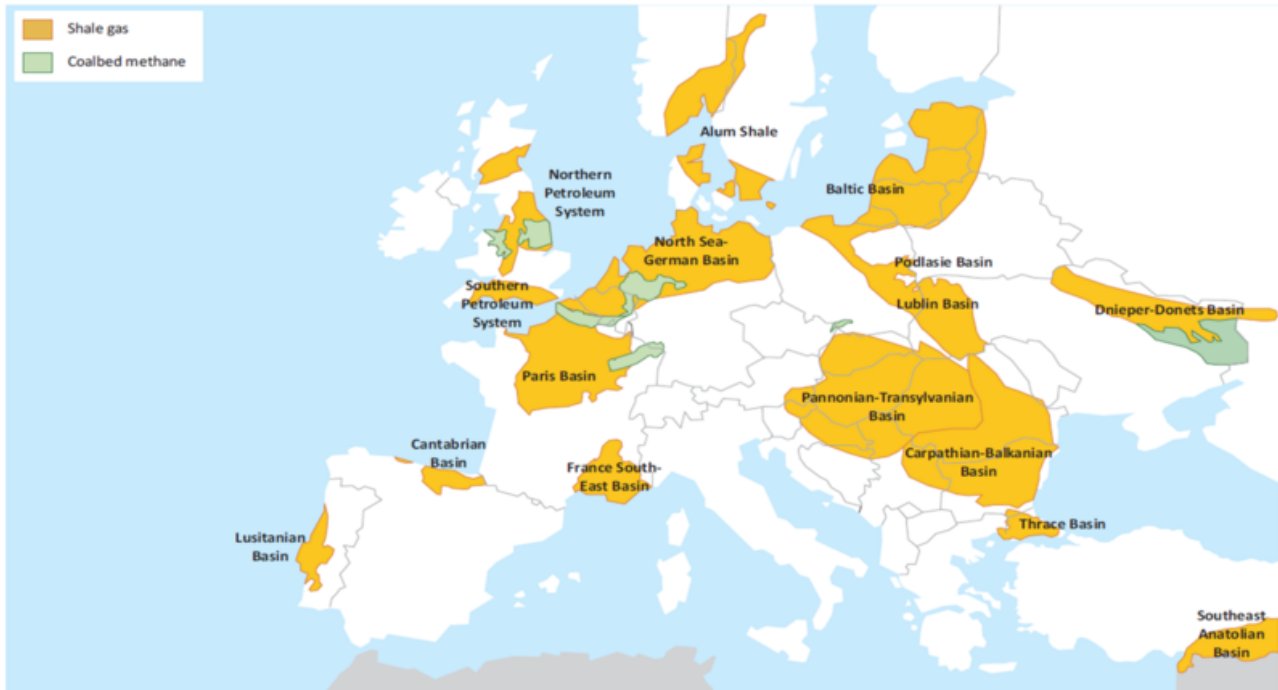 Shale gas
Coalbed methane
Alum Shale
Northern
Petroleum
System
Baltic Basin
North Sea-
German Basin
Podlasie Basin
Southern
Petroleum
System
Lublin Basin
Dnieper-Donets Basin
Paris Basin
Pannonian-Transylvanian
Basin
Cantabrian
Basin
Carpathian-Balkanian
Basin
France South-
East Basin
Thrace Basin
Lusitanian
Basin
Southeast
Anatolian
Basin